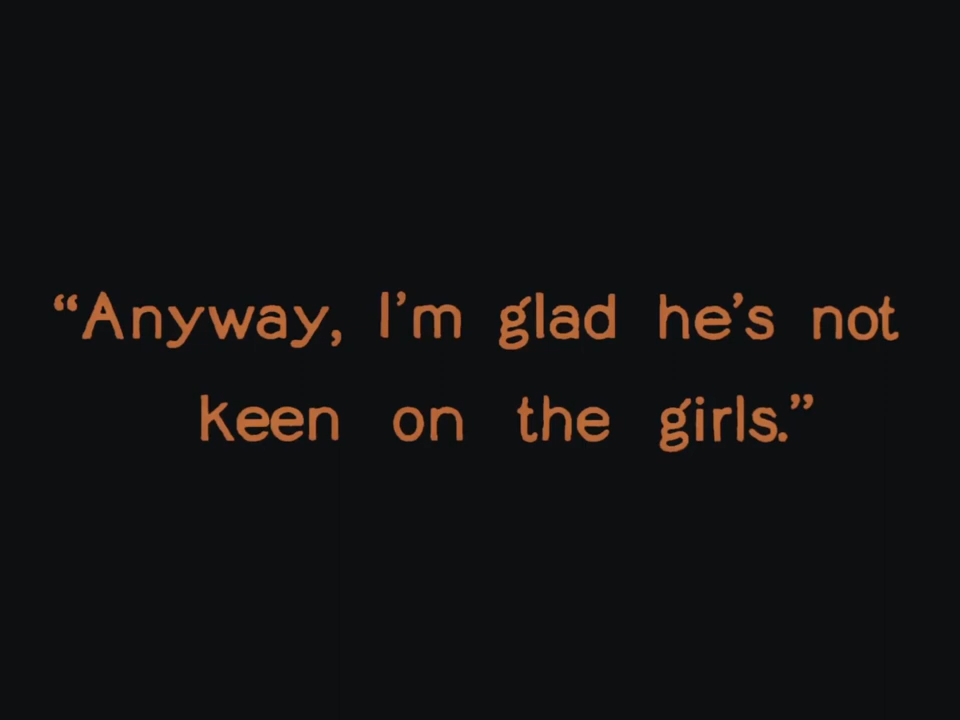 “Anyway, I’m glad he’s not
keen on the girls.”